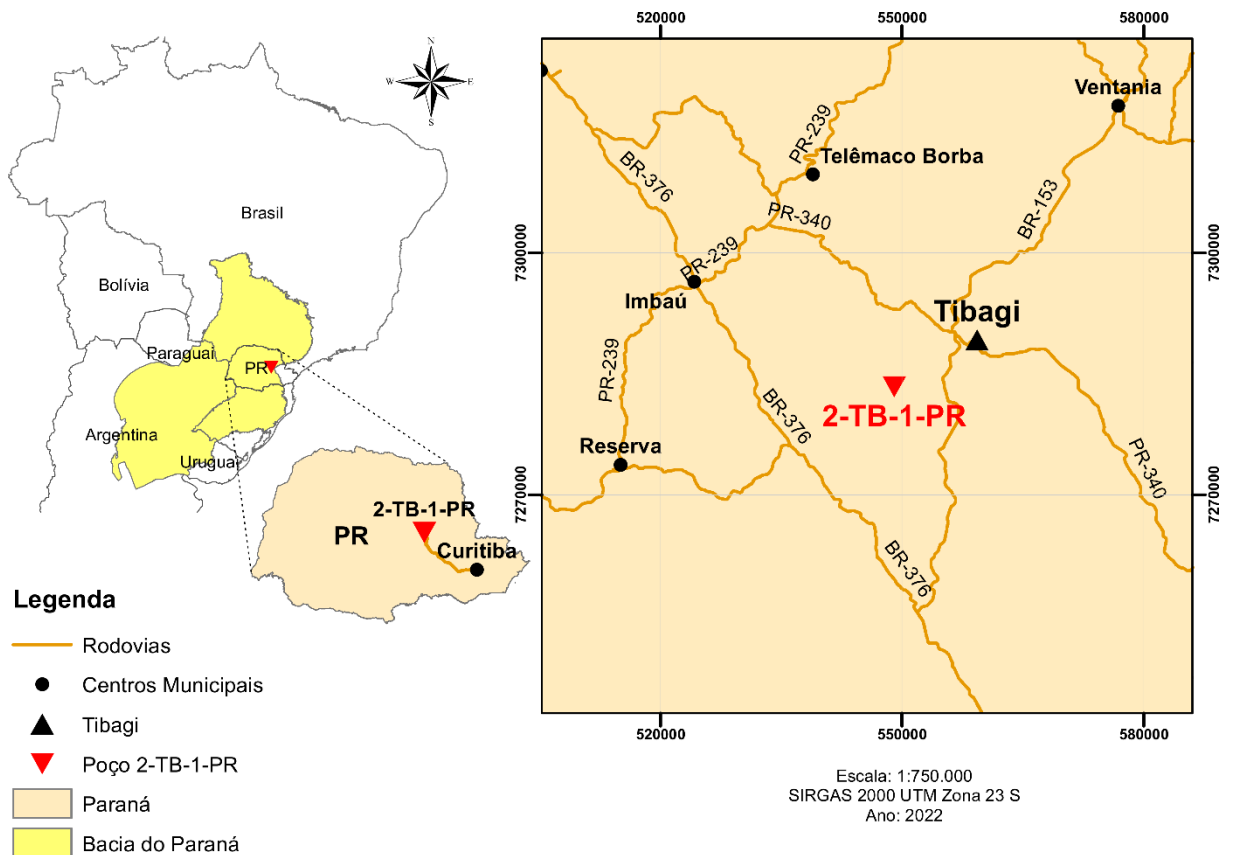 N
W
E
S
Brasil
Bolívia
Paraguai
PR
Argentina
Uruguai
2-TB-1-PR
PR
Curitiba
Legenda
Rodovias
Centros Municipais
Tibagi
Poço 2-TB-1-PR
Paraná
Bacia do Paraná
520000
550000
580000
Ventania
PR-239
Telêmaco Borba
BR-376
BR-153
PR-340
7300000
7300000
PR-239
Imbaú
Tibagi
PR-239
BR-376
2-TB-1-PR
Reserva
PR-340
7270000
7270000
BR-376
520000
550000
580000
Escala: 1:750.000
SIRGAS 2000 UTM Zona 23 S
Ano: 2022